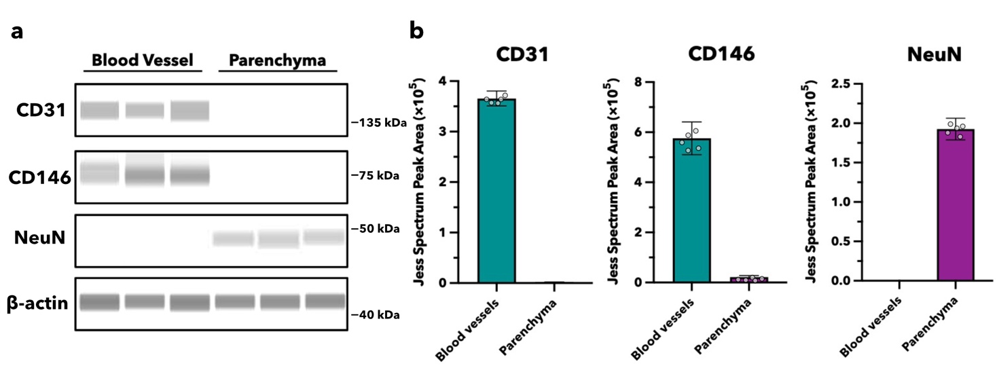 a
Blood Vessel Parenchyma
CD31
–135 kDa
CD146
–75 kDa
NeuN
–50 kDa
β-actin
–40 kDa
b
CD31
Jess Spectrum Peak Area (×10⁵)
4
3
2
1
0
Blood vessels
Parenchyma
CD146
Jess Spectrum Peak Area (×10⁵)
8
6
4
2
0
Blood vessels
Parenchyma
NeuN
Jess Spectrum Peak Area (×10⁵)
2.5
2.0
1.5
1.0
0.5
0.0
Blood vessels
Parenchyma